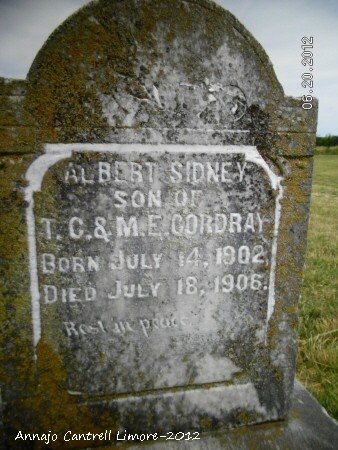 06.20.2012
ALBERT SIDNEY,
SON OF
T.C. & M.E. CORDRAY
BORN JULY 14, 1902.
DIED JULY 18, 1906.
Rest in peace
Annajo Cantrell Limore-2012